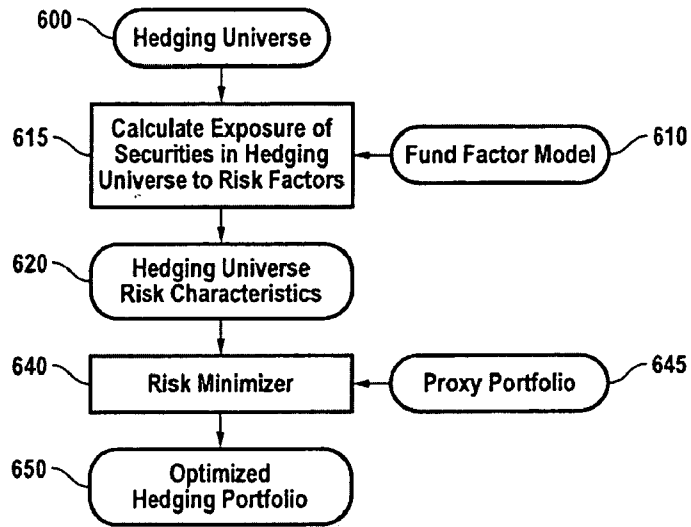 600
Hedging Universe
615
Calculate Exposure of
Securities in Hedging
Universe to Risk Factors
Fund Factor Model
610
620
Hedging Universe
Risk Characteristics
640
Risk Minimizer
Proxy Portfolio
645
650
Optimized
Hedging Portfolio